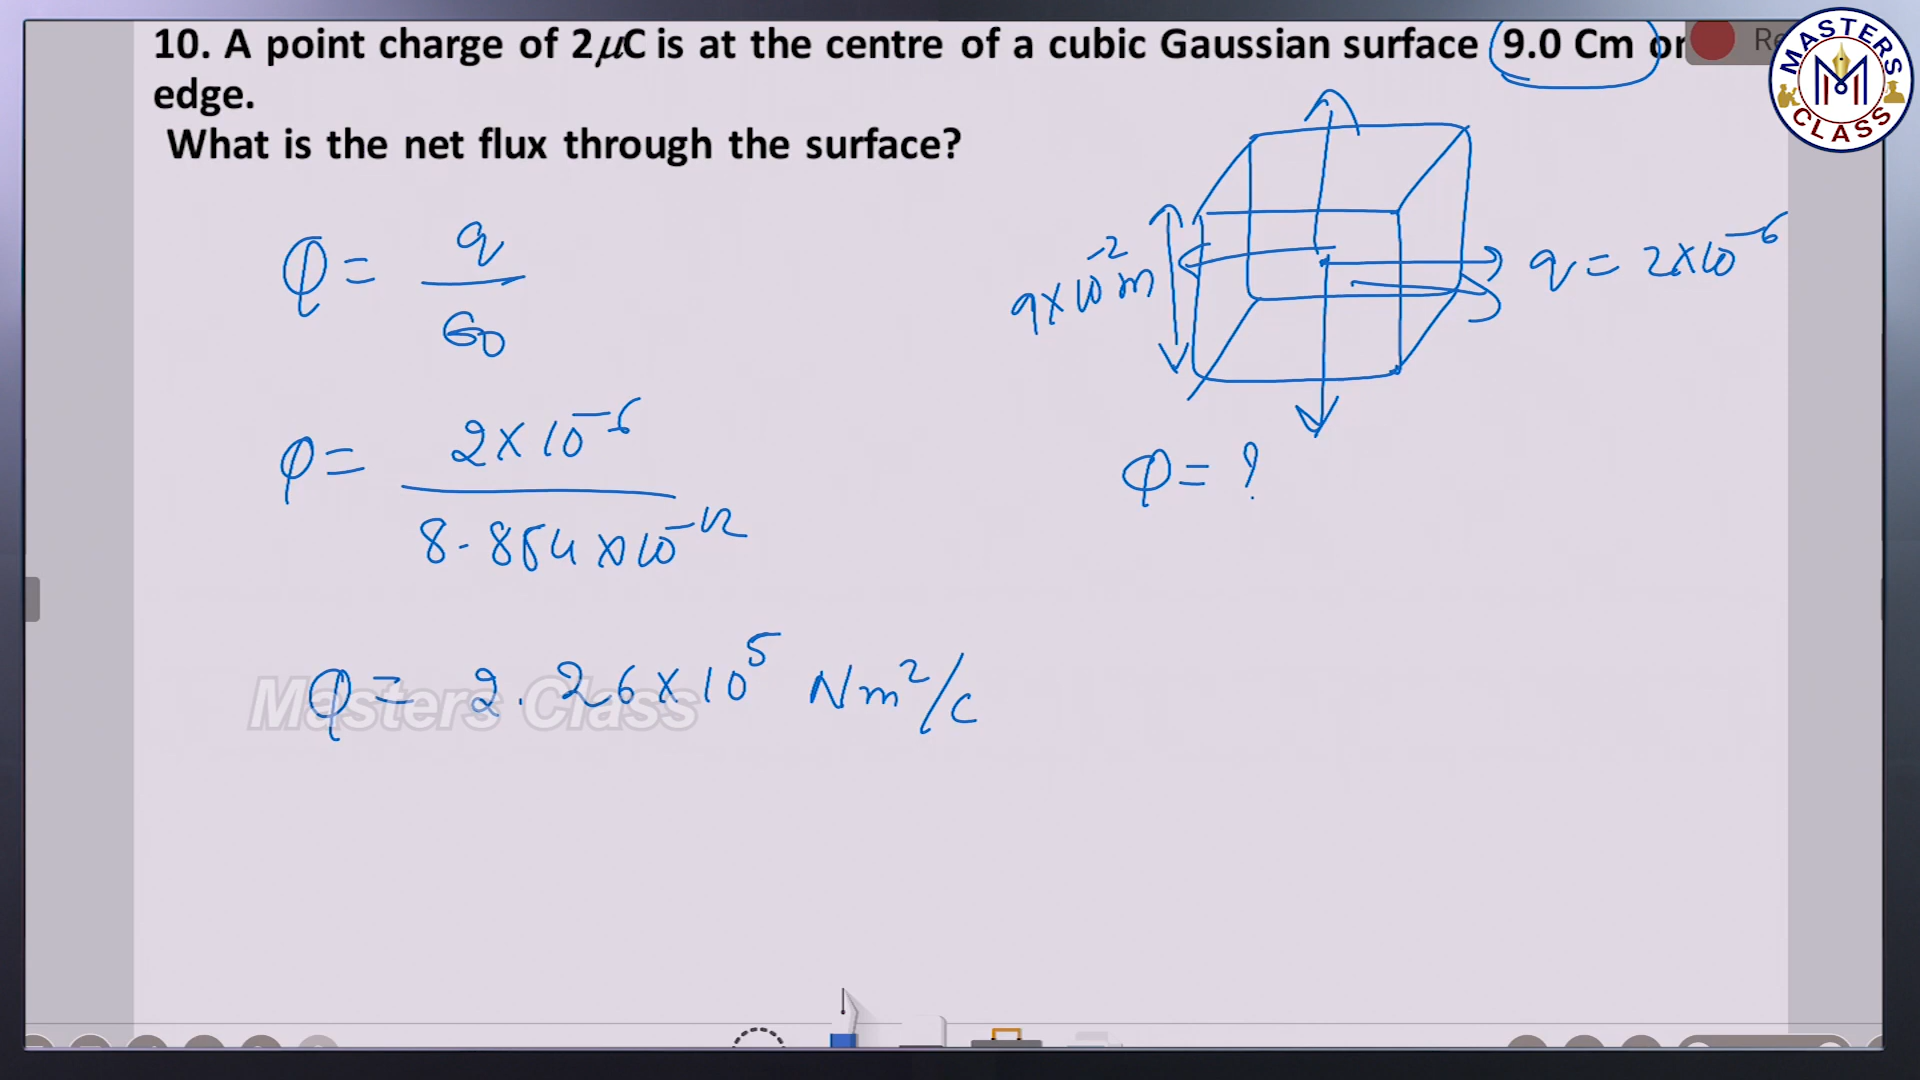 10. A point charge of 2μC is at the centre of a cubic Gaussian surface 9.0 Cm on
edge.
What is the net flux through the surface?
Re
MASTERS
M
CLASS
φ = q / ε0
9×10⁻² m
q = 2×10⁻⁶
φ = 2×10⁻⁶ / 8.854×10⁻¹²
φ = ?
φ = 2.26×10⁵ Nm²/C
Masters Class